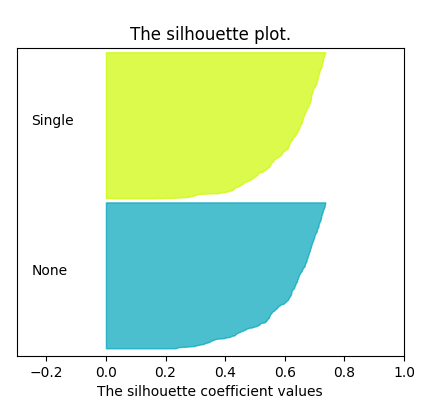 The silhouette plot.
Single
None
−0.2 0.0 0.2 0.4 0.6 0.8 1.0
The silhouette coefficient values